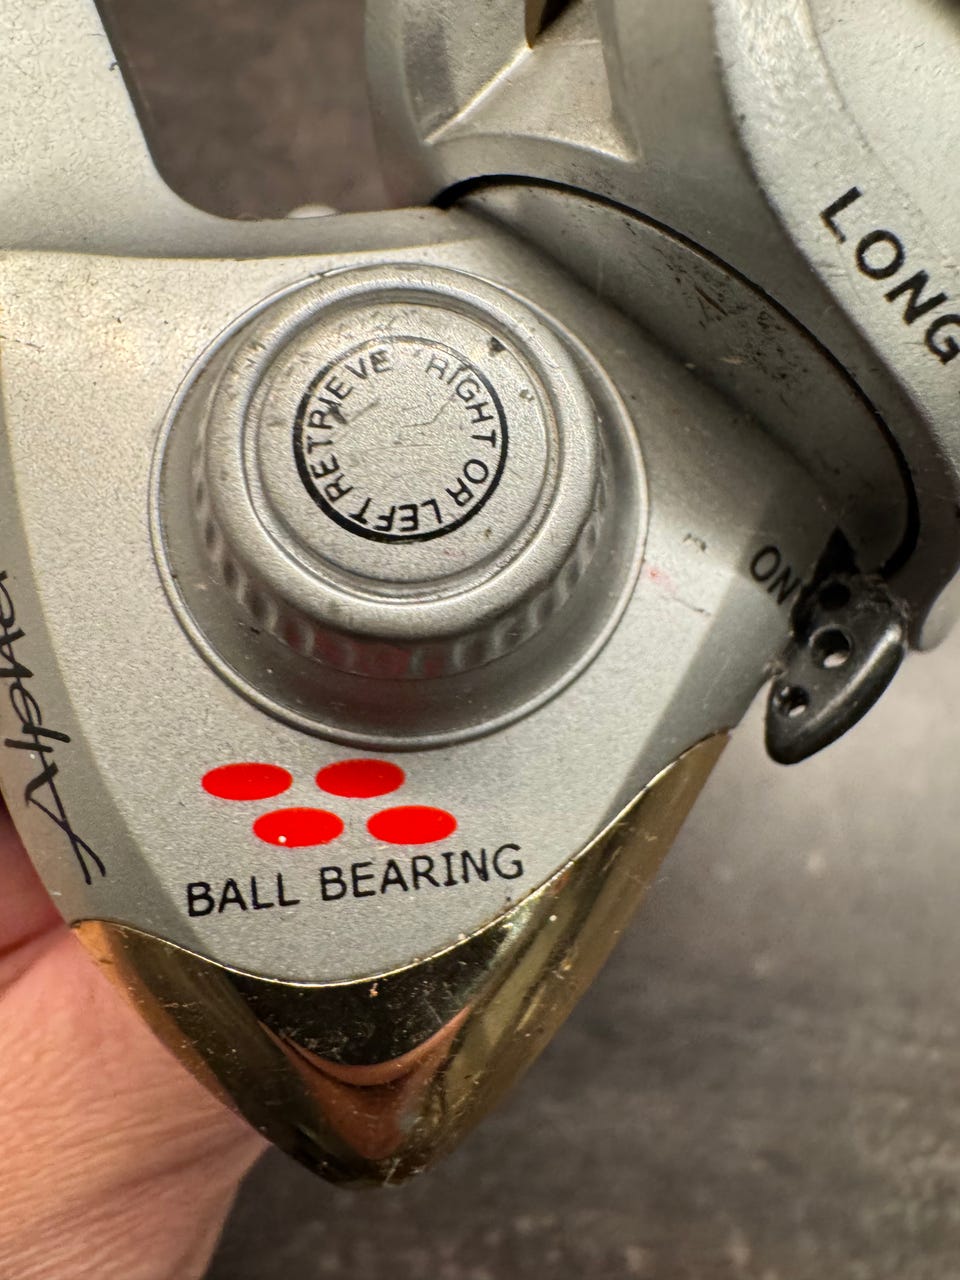 LONG
RIGHT OR LEFT RETRIEVE
ON
BALL BEARING